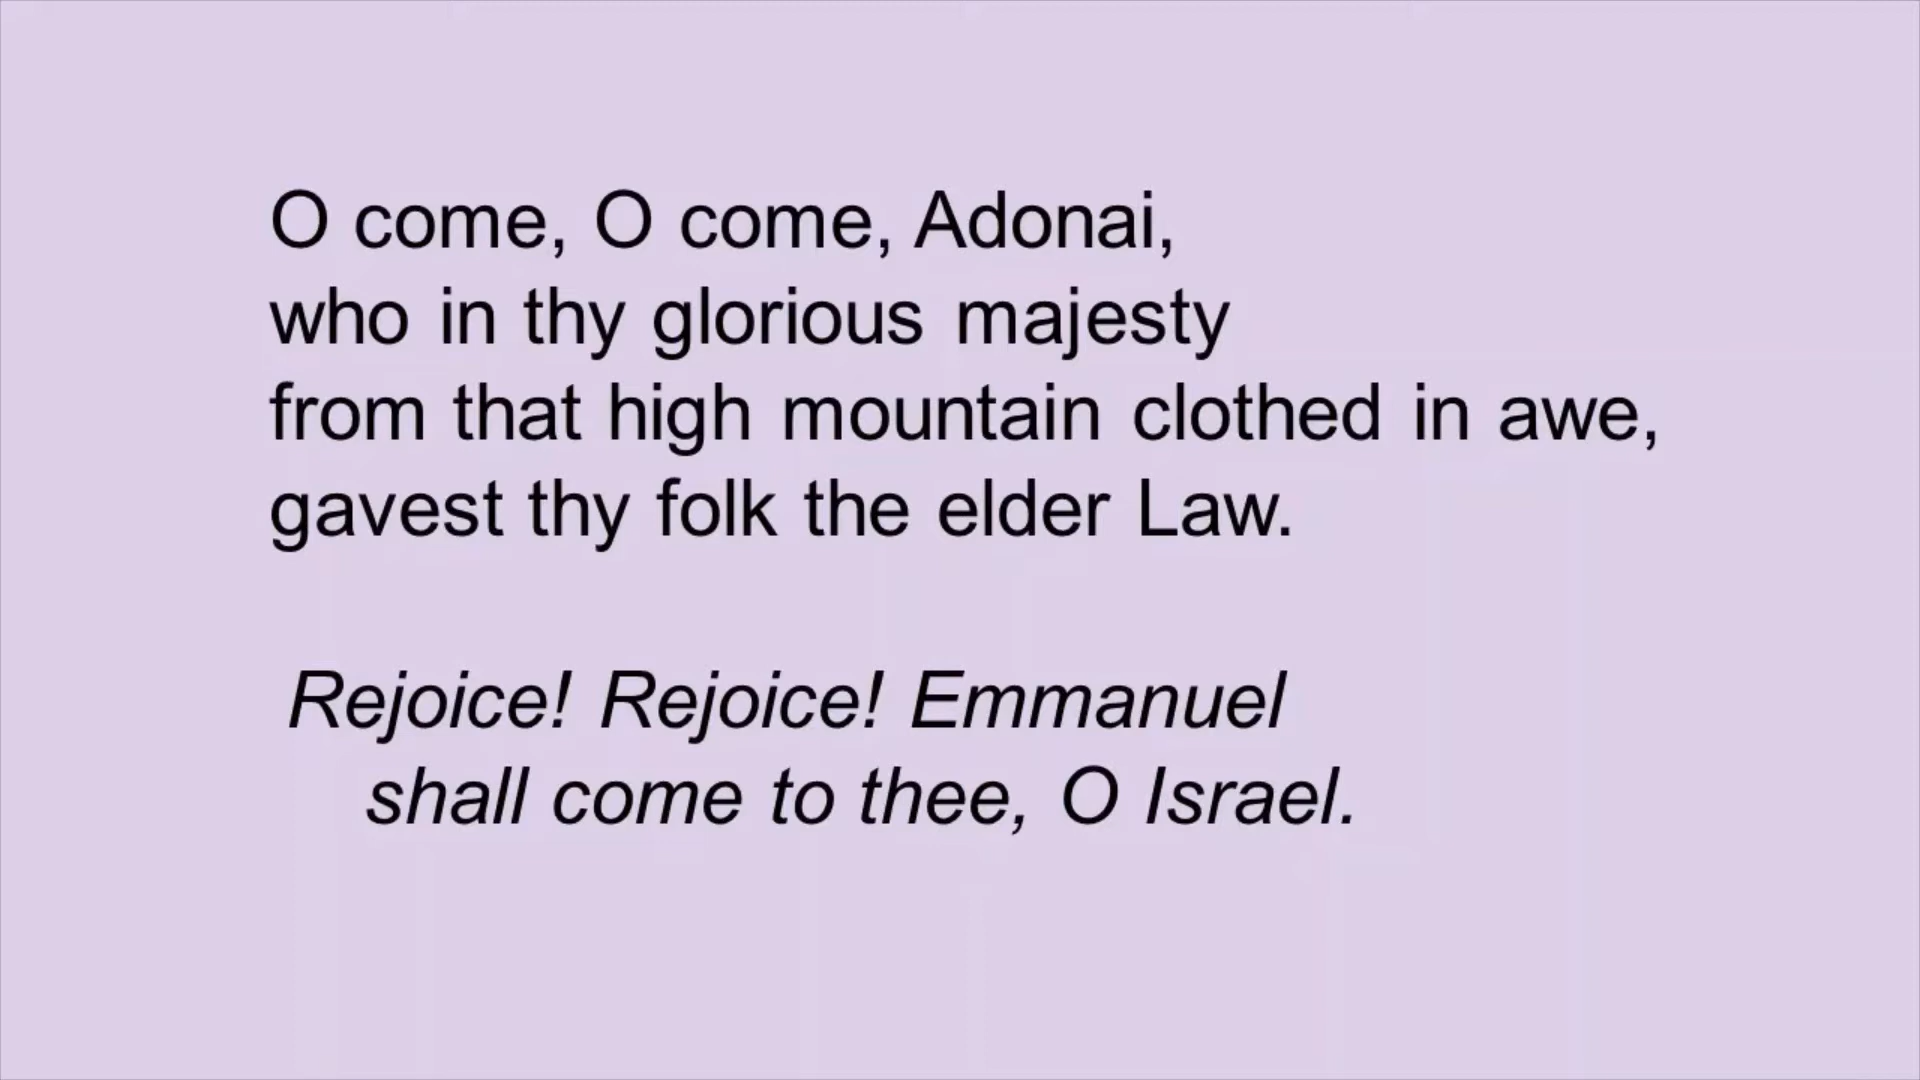 O come, O come, Adonai,
who in thy glorious majesty
from that high mountain clothed in awe,
gavest thy folk the elder Law.
Rejoice! Rejoice! Emmanuel
shall come to thee, O Israel.